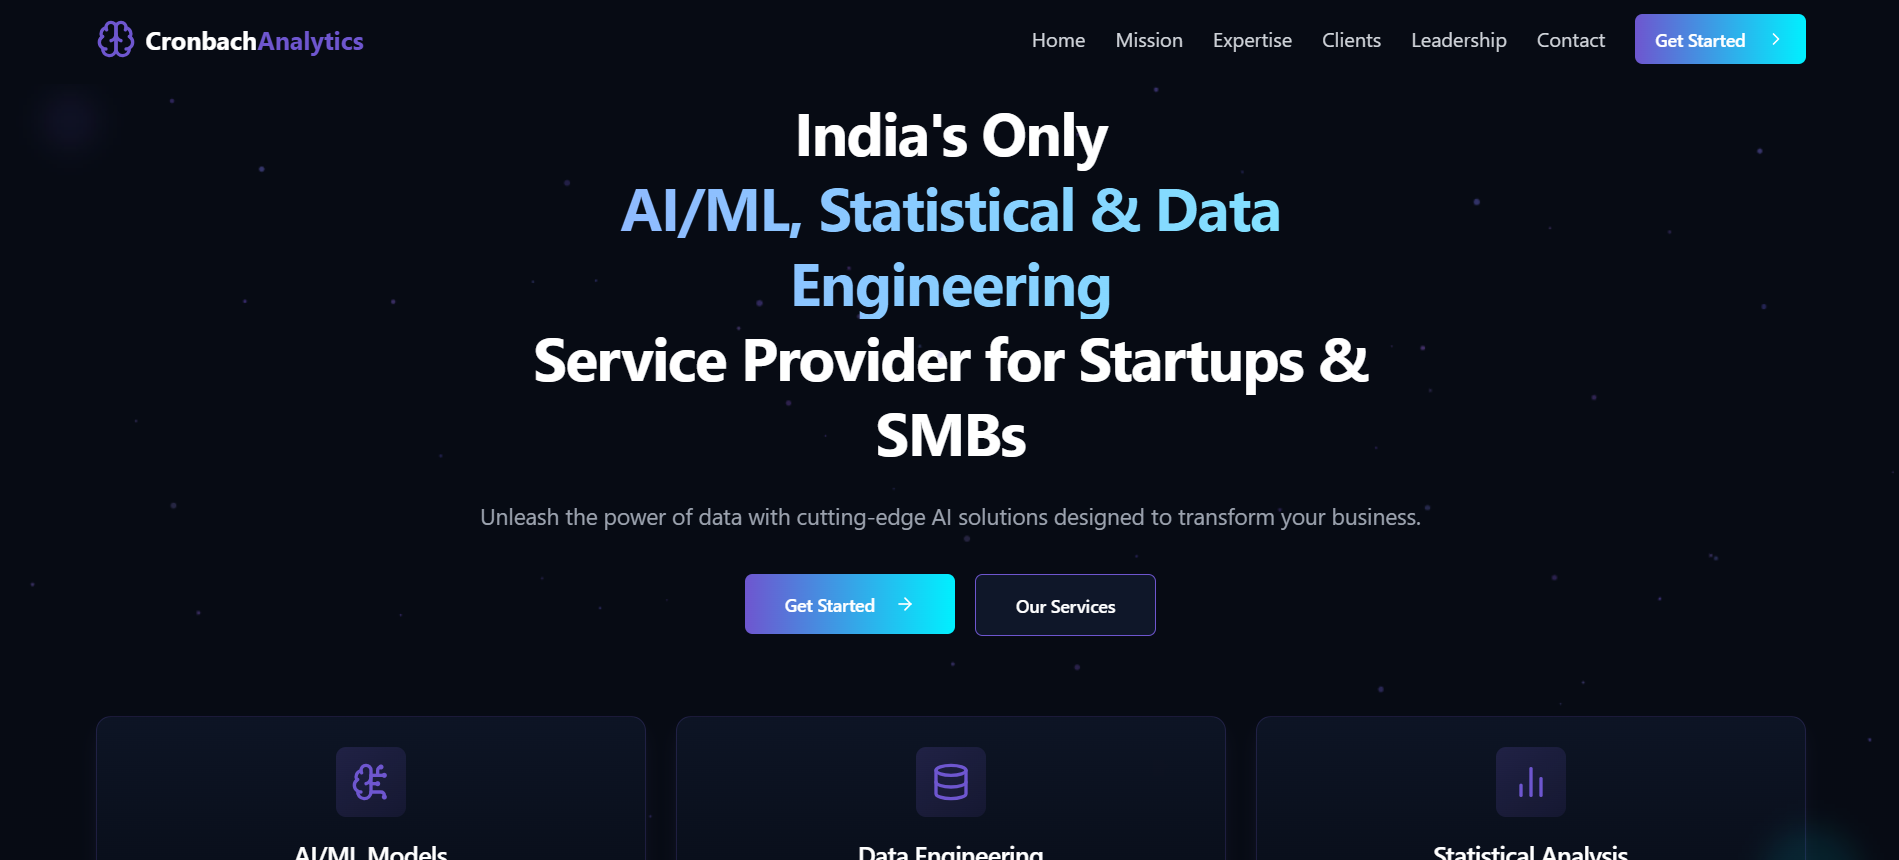 CronbachAnalytics
Home Mission Expertise Clients Leadership Contact Get Started
India's Only
AI/ML, Statistical & Data
Engineering
Service Provider for Startups &
SMBs
Unleash the power of data with cutting-edge AI solutions designed to transform your business.
Get Started Our Services
AI/ML Models Data Engineering Statistical Analysis